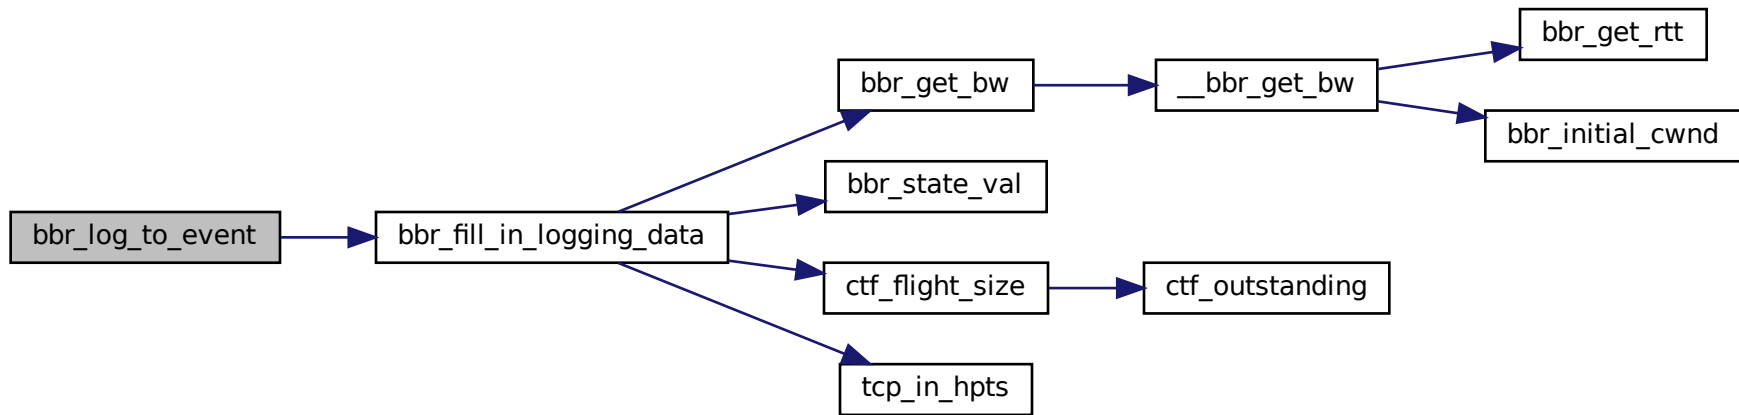 bbr_get_rtt
bbr_get_bw
__bbr_get_bw
bbr_initial_cwnd
bbr_state_val
bbr_log_to_event
bbr_fill_in_logging_data
ctf_flight_size
ctf_outstanding
tcp_in_hpts